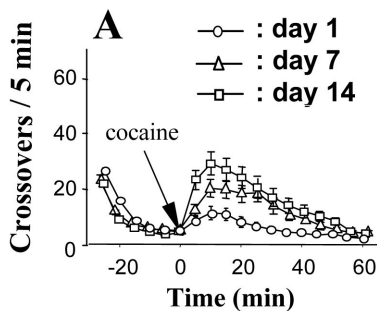 A
: day 1
: day 7
: day 14
Crossovers / 5 min
60
40
20
0
cocaine
-20 0 20 40 60
Time (min)